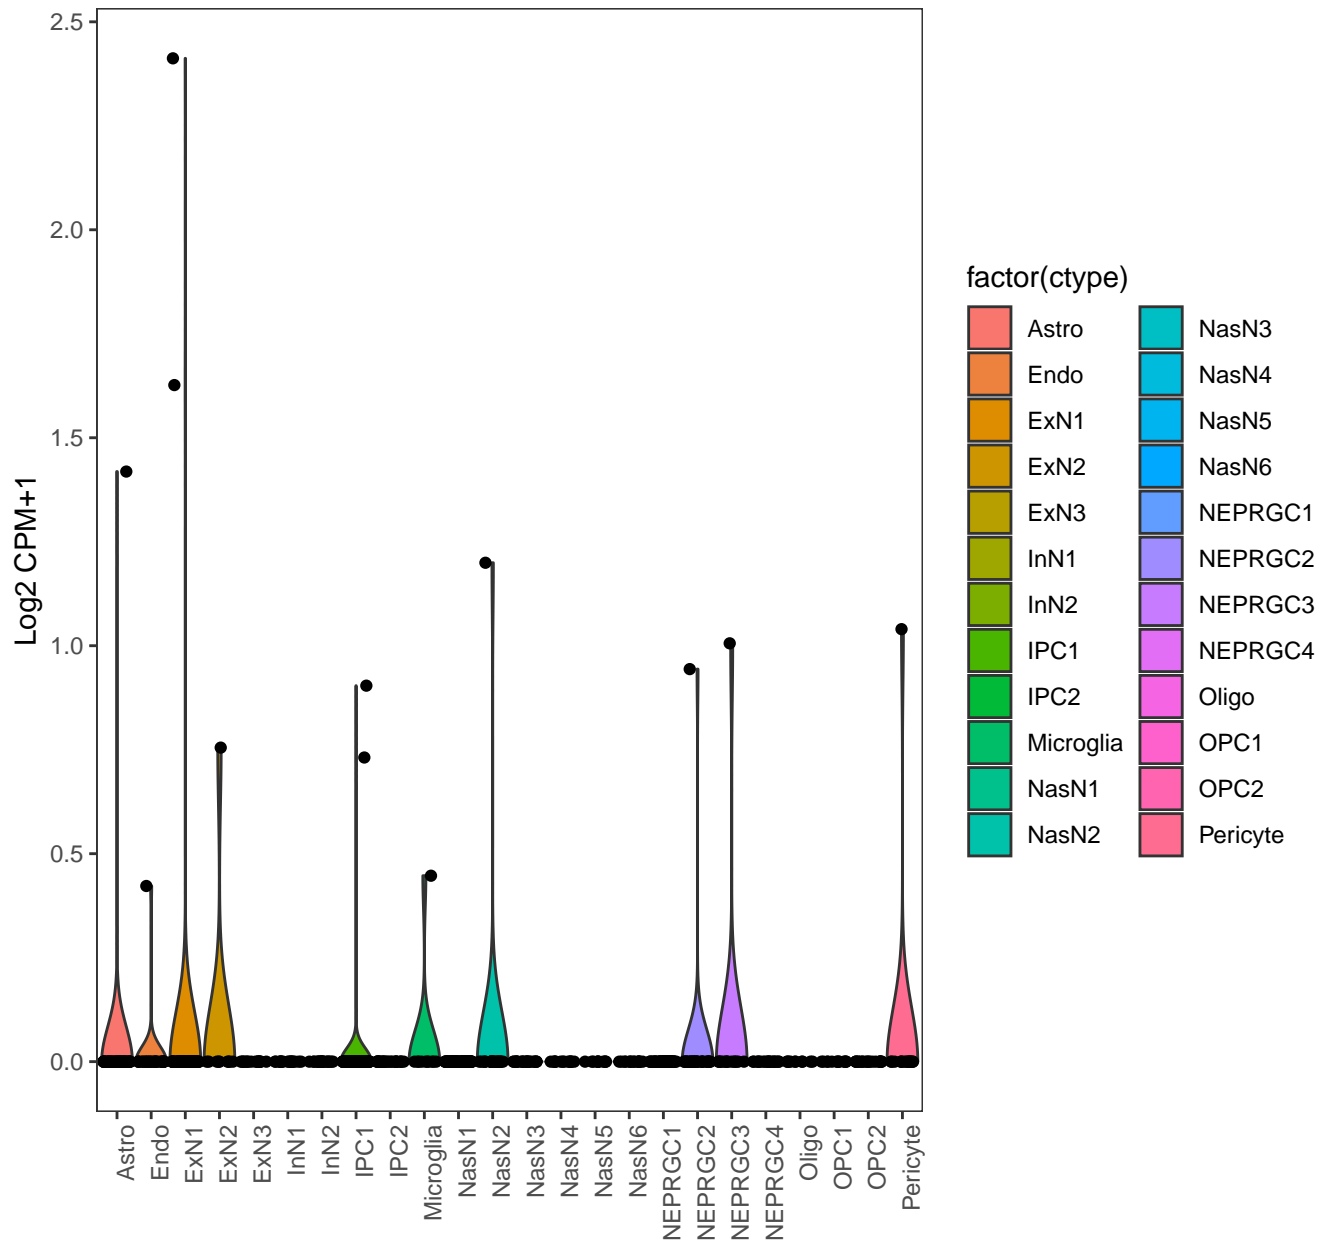 2.5
2.0
1.5
1.0
0.5
0.0
Log2 CPM+1
Astro
Endo
ExN1
ExN2
ExN3
InN1
InN2
IPC1
IPC2
Microglia
NasN1
NasN2
NasN3
NasN4
NasN5
NasN6
NEPRGC1
NEPRGC2
NEPRGC3
NEPRGC4
Oligo
OPC1
OPC2
Pericyte
factor(ctype)
Astro
Endo
ExN1
ExN2
ExN3
InN1
InN2
IPC1
IPC2
Microglia
NasN1
NasN2
NasN3
NasN4
NasN5
NasN6
NEPRGC1
NEPRGC2
NEPRGC3
NEPRGC4
Oligo
OPC1
OPC2
Pericyte